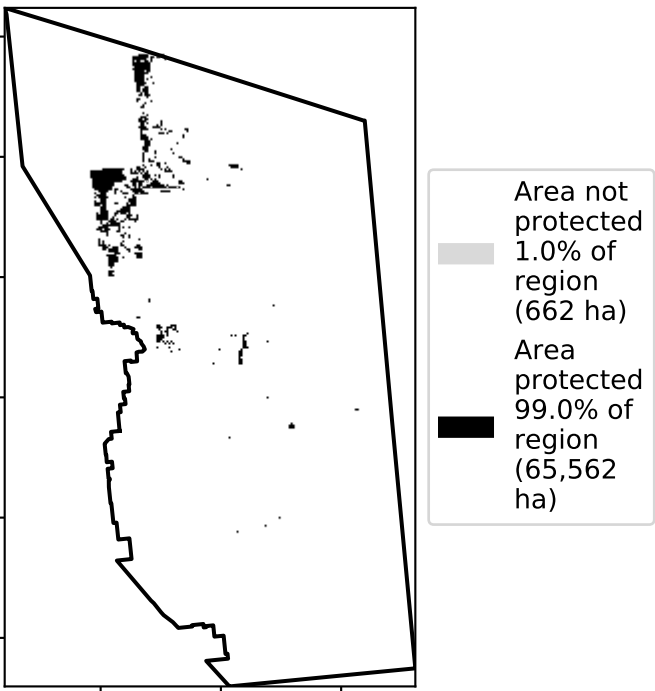 Area not
protected
1.0% of
region
(662 ha)
Area
protected
99.0% of
region
(65,562
ha)